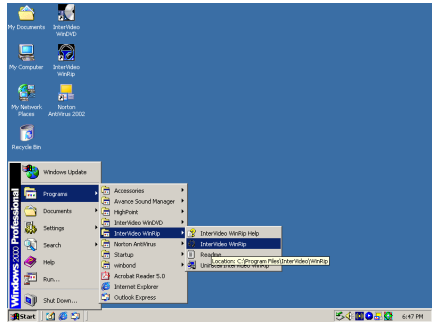 My Documents
InterVideo WinDVD
My Computer
InterVideo WinRip
My Network Places
Norton AntiVirus 2002
Recycle Bin
Windows 2000 Professional
Windows Update
Programs
Documents
Settings
Search
Help
Run...
Shut Down...
Accessories
Avance Sound Manager
HighPoint
InterVideo WinDVD
InterVideo WinRip
Norton AntiVirus
Startup
winbond
Acrobat Reader 5.0
Internet Explorer
Outlook Express
InterVideo WinRip Help
InterVideo WinRip
Readme
Location: C:\Program Files\InterVideo\WinRip
Uninstall InterVideo WinRip
Start
6:47 PM